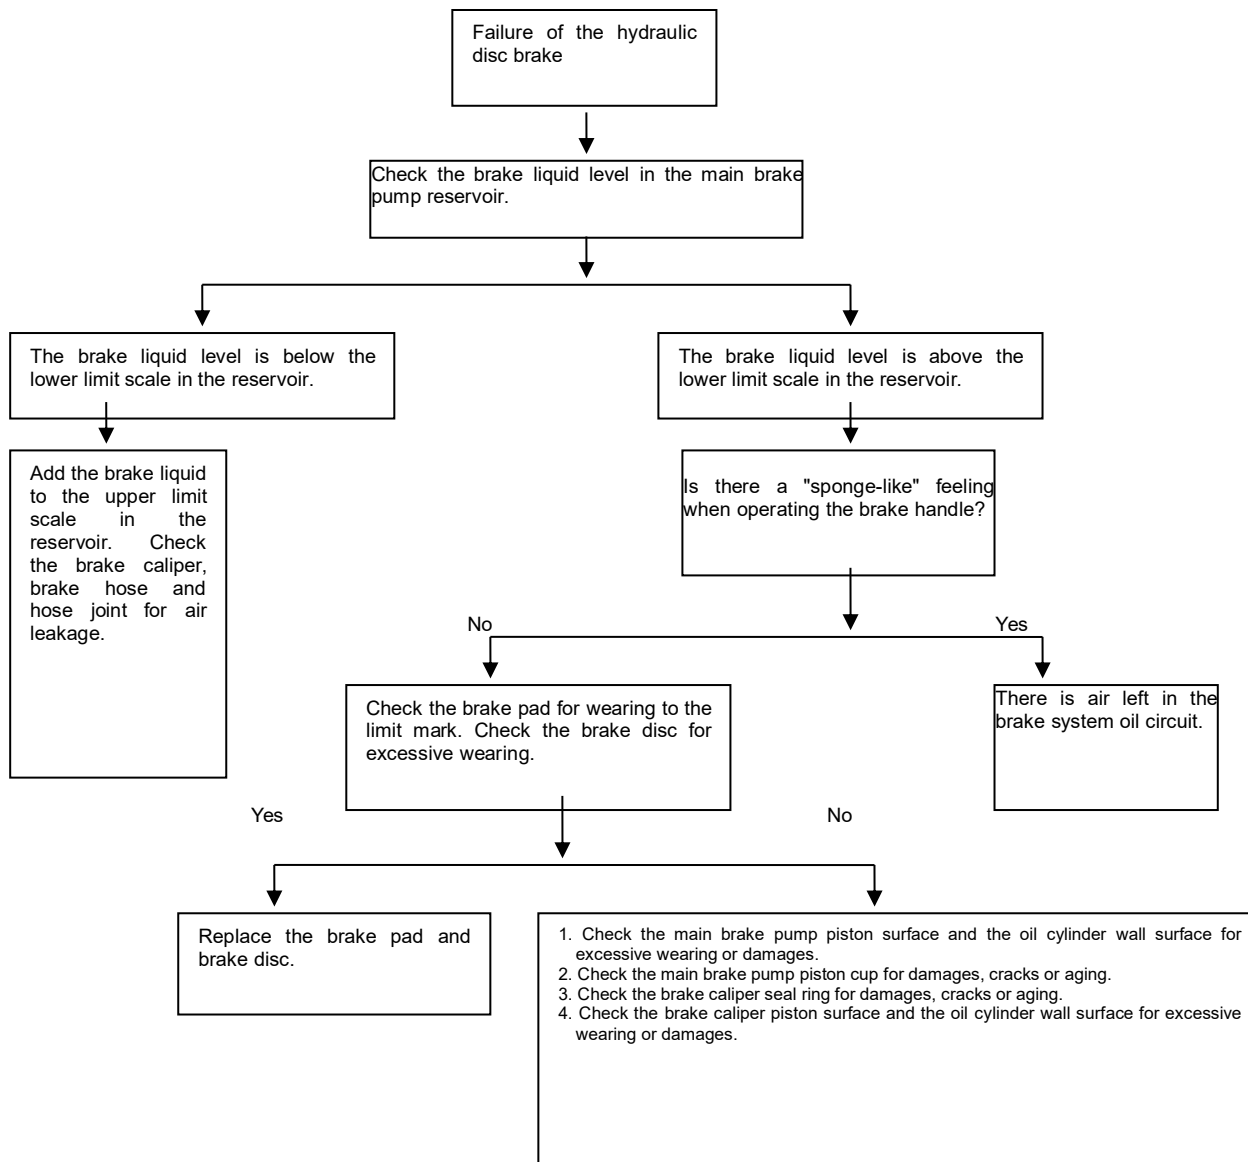 Failure of the hydraulic
disc brake
Check the brake liquid level in the main brake
pump reservoir.
The brake liquid level is below the
lower limit scale in the reservoir.
The brake liquid level is above the
lower limit scale in the reservoir.
Add the brake liquid
to the upper limit
scale in the
reservoir. Check
the brake caliper,
brake hose and
hose joint for air
leakage.
Is there a "sponge-like" feeling
when operating the brake handle?
No
Yes
Check the brake pad for wearing to the
limit mark. Check the brake disc for
excessive wearing.
There is air left in the
brake system oil circuit.
Yes
No
Replace the brake pad and
brake disc.
1. Check the main brake pump piston surface and the oil cylinder wall surface for
excessive wearing or damages.
2. Check the main brake pump piston cup for damages, cracks or aging.
3. Check the brake caliper seal ring for damages, cracks or aging.
4. Check the brake caliper piston surface and the oil cylinder wall surface for excessive
wearing or damages.